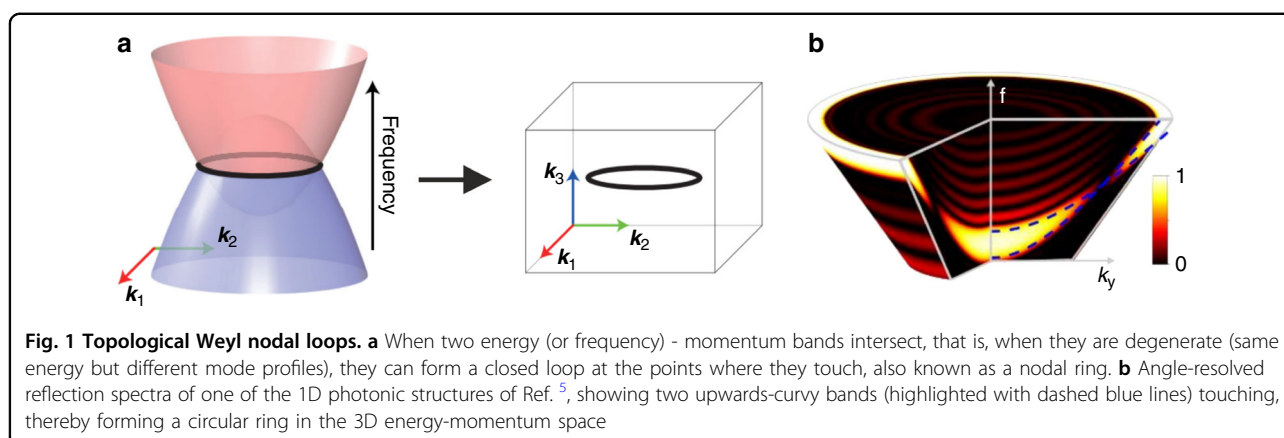 a
Frequency
k2
k1
k3
k2
k1
b
f
1
0
ky
Fig. 1 Topological Weyl nodal loops. a When two energy (or frequency) - momentum bands intersect, that is, when they are degenerate (same
energy but different mode profiles), they can form a closed loop at the points where they touch, also known as a nodal ring. b Angle-resolved
reflection spectra of one of the 1D photonic structures of Ref. 5, showing two upwards-curvy bands (highlighted with dashed blue lines) touching,
thereby forming a circular ring in the 3D energy-momentum space